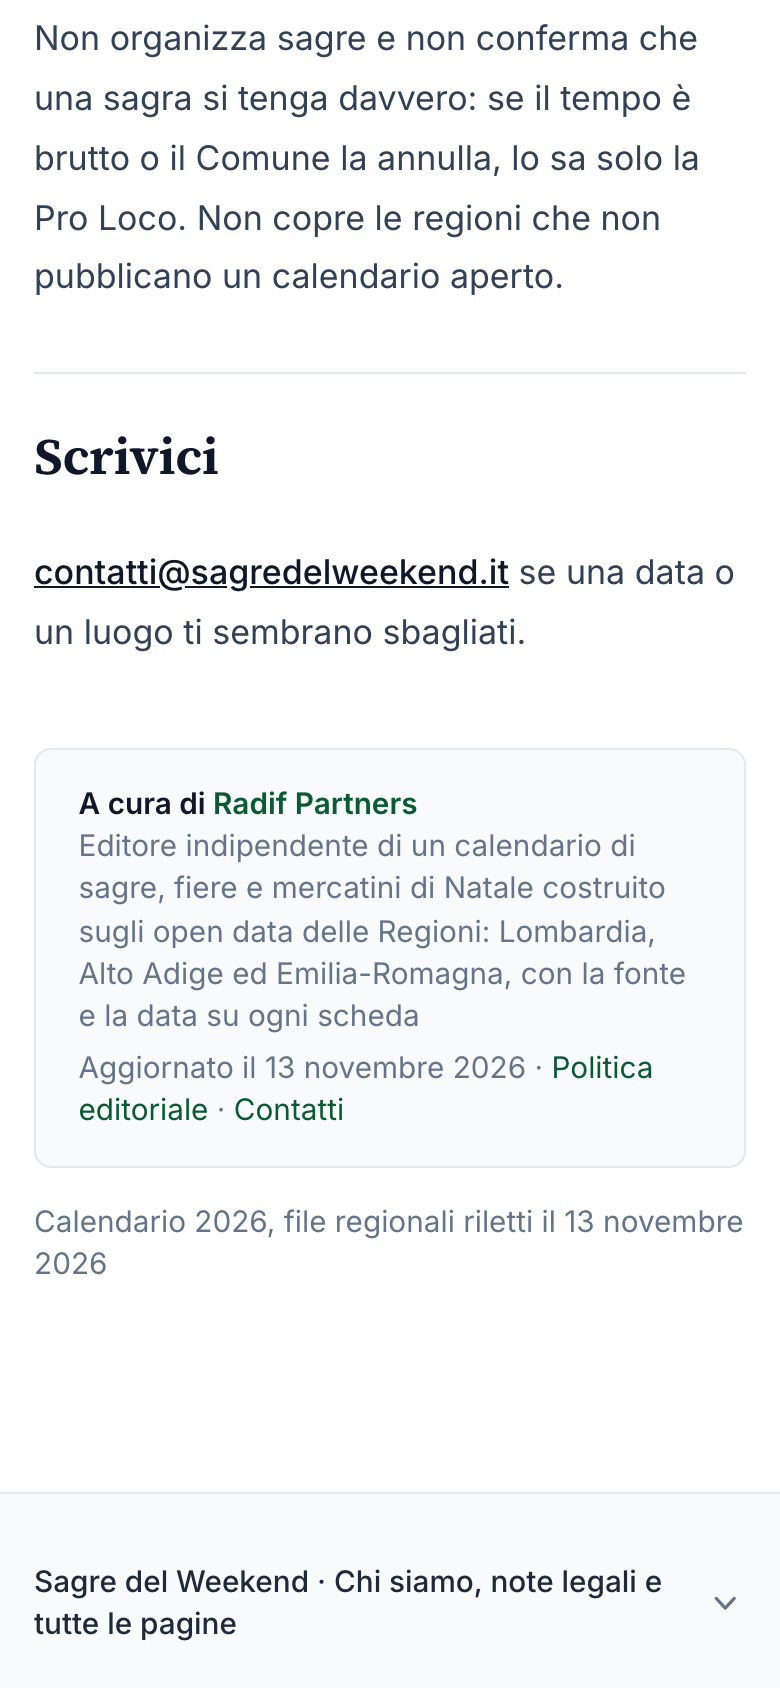 Non organizza sagre e non conferma che
una sagra si tenga davvero: se il tempo è
brutto o il Comune la annulla, lo sa solo la
Pro Loco. Non copre le regioni che non
pubblicano un calendario aperto.
Scrivici
contatti@sagredelweekend.it se una data o
un luogo ti sembrano sbagliati.
A cura di Radif Partners
Editore indipendente di un calendario di
sagre, fiere e mercatini di Natale costruito
sugli open data delle Regioni: Lombardia,
Alto Adige ed Emilia-Romagna, con la fonte
e la data su ogni scheda
Aggiornato il 13 novembre 2026 · Politica
editoriale · Contatti
Calendario 2026, file regionali riletti il 13 novembre
2026
Sagre del Weekend · Chi siamo, note legali e
tutte le pagine